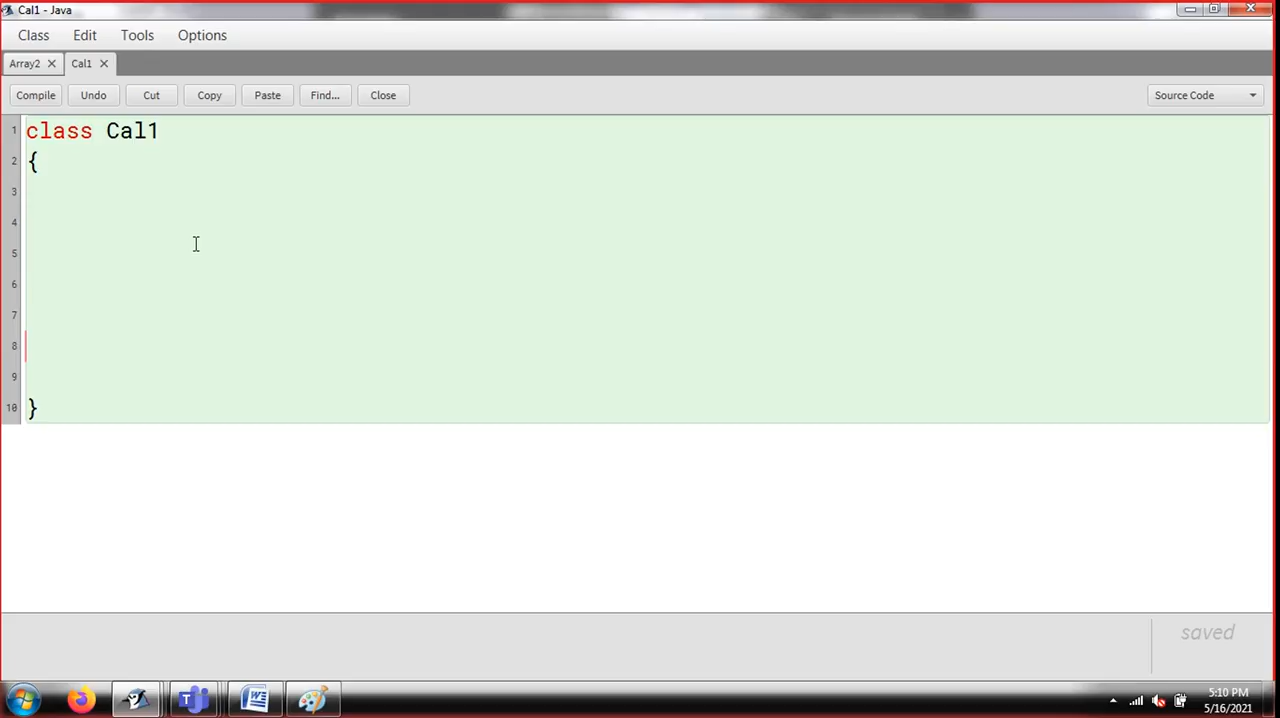 Cal1 - Java
Class Edit Tools Options
Array2 Cal1
Compile Undo Cut Copy Paste Find... Close Source Code
1 class Cal1
2 {
3
4
5
6
7
8
9
10 }
saved
5:10 PM
5/16/2021